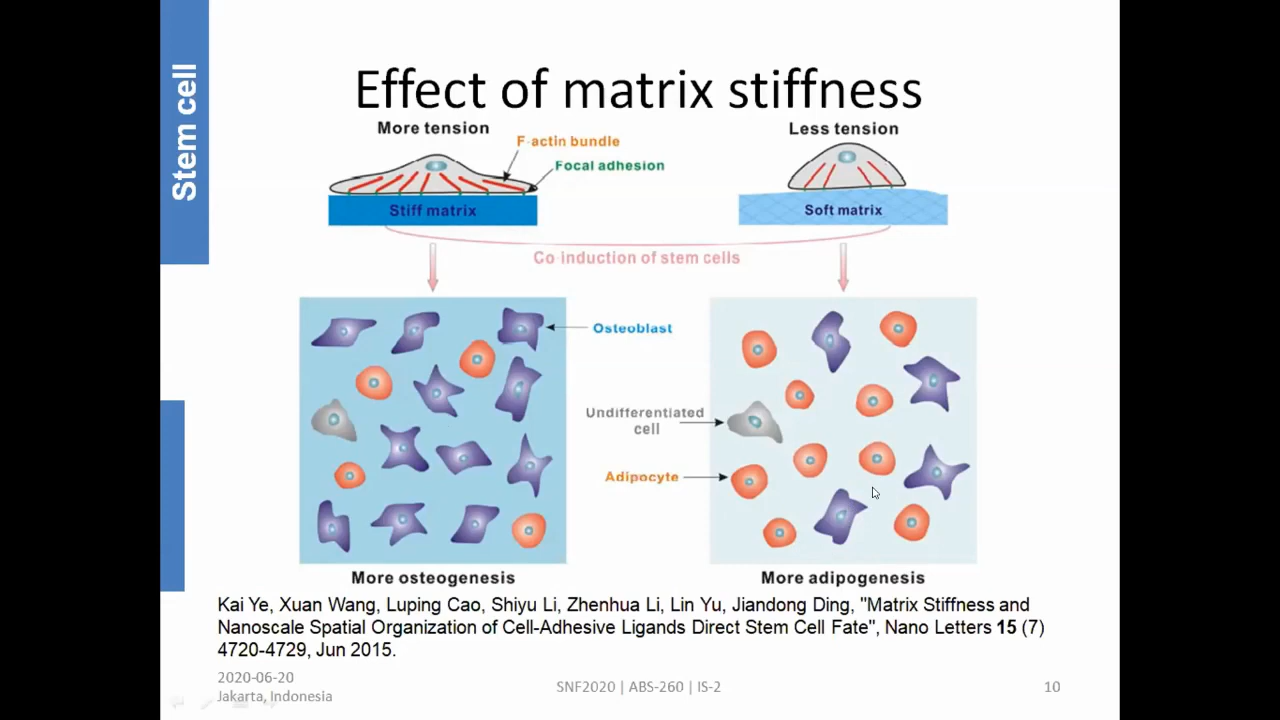 Stem cell
Effect of matrix stiffness
More tension
Less tension
F-actin bundle
Focal adhesion
Stiff matrix
Soft matrix
Co induction of stem cells
Osteoblast
Undifferentiated
cell
Adipocyte
More osteogenesis
More adipogenesis
Kai Ye, Xuan Wang, Luping Cao, Shiyu Li, Zhenhua Li, Lin Yu, Jiandong Ding, "Matrix Stiffness and
Nanoscale Spatial Organization of Cell-Adhesive Ligands Direct Stem Cell Fate", Nano Letters 15 (7)
4720-4729, Jun 2015.
2020-06-20
Jakarta, Indonesia
SNF2020 | ABS-260 | IS-2
10